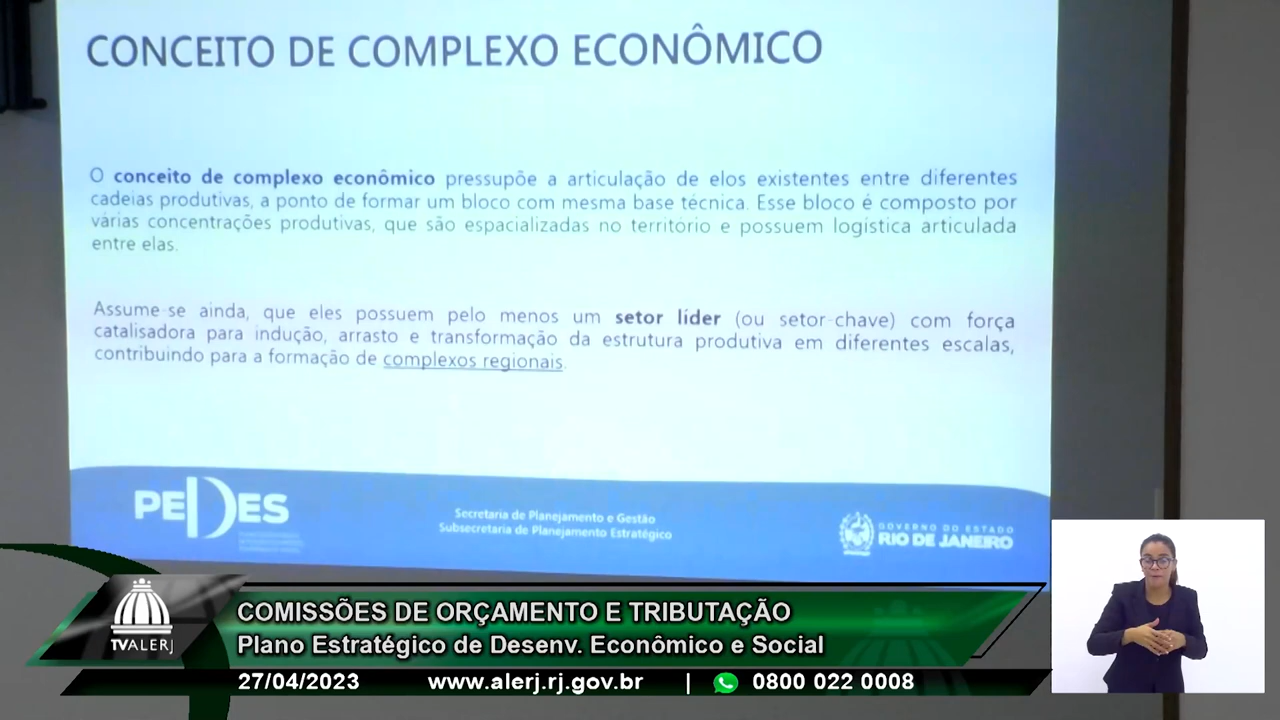 CONCEITO DE COMPLEXO ECONÔMICO
O conceito de complexo econômico pressupõe a articulação de elos existentes entre diferentes
cadeias produtivas, a ponto de formar um bloco com mesma base técnica. Esse bloco é composto por
várias concentrações produtivas, que são espacializadas no território e possuem logística articulada
entre elas.
Assume-se ainda, que eles possuem pelo menos um setor líder (ou setor-chave) com força
catalisadora para indução, arrasto e transformação da estrutura produtiva em diferentes escalas,
contribuindo para a formação de complexos regionais.
PEDES
Secretaria de Planejamento e Gestão
Subsecretaria de Planejamento Estratégico
GOVERNO DO ESTADO
RIO DE JANEIRO
TVALERJ
COMISSÕES DE ORÇAMENTO E TRIBUTAÇÃO
Plano Estratégico de Desenv. Econômico e Social
27/04/2023 www.alerj.rj.gov.br | 0800 022 0008